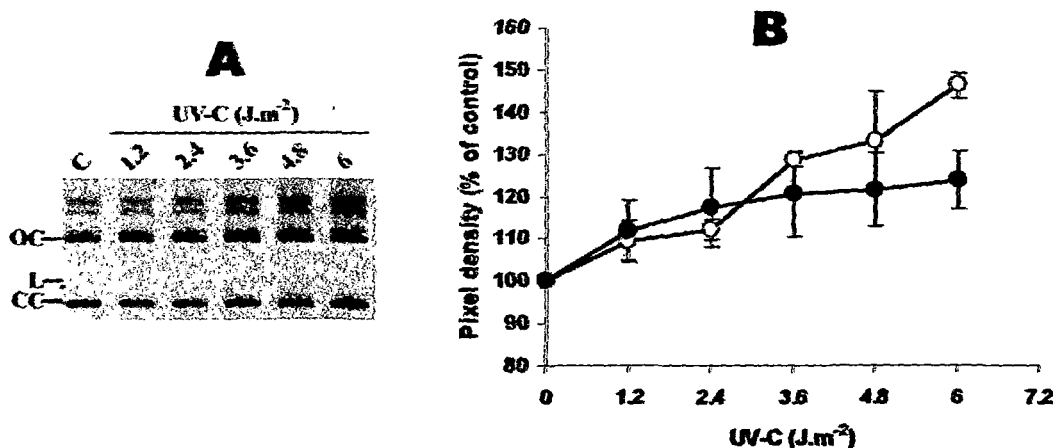 A
UV-C (J.m-2)
C 1.2 2.4 3.6 4.8 6
OC
L
CC
B
Pixel density (% of control)
160
150
140
130
120
110
100
90
80
0 1.2 2.4 3.6 4.8 6 7.2
UV-C (J.m-2)